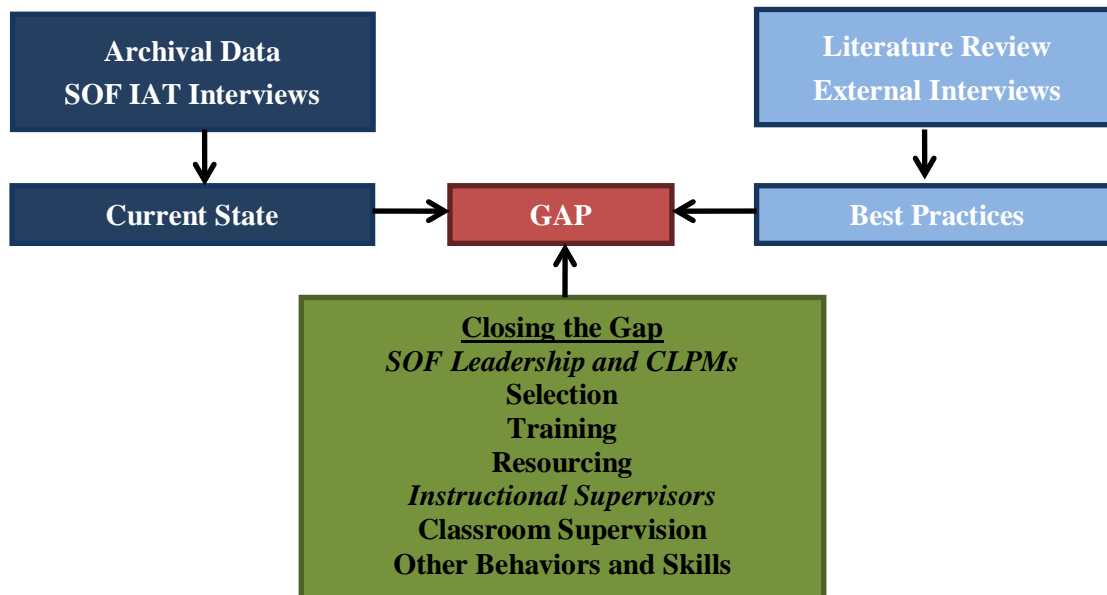 Archival Data
SOF IAT Interviews
Literature Review
External Interviews
Current State
GAP
Best Practices
Closing the Gap
SOF Leadership and CLPMs
Selection
Training
Resourcing
Instructional Supervisors
Classroom Supervision
Other Behaviors and Skills